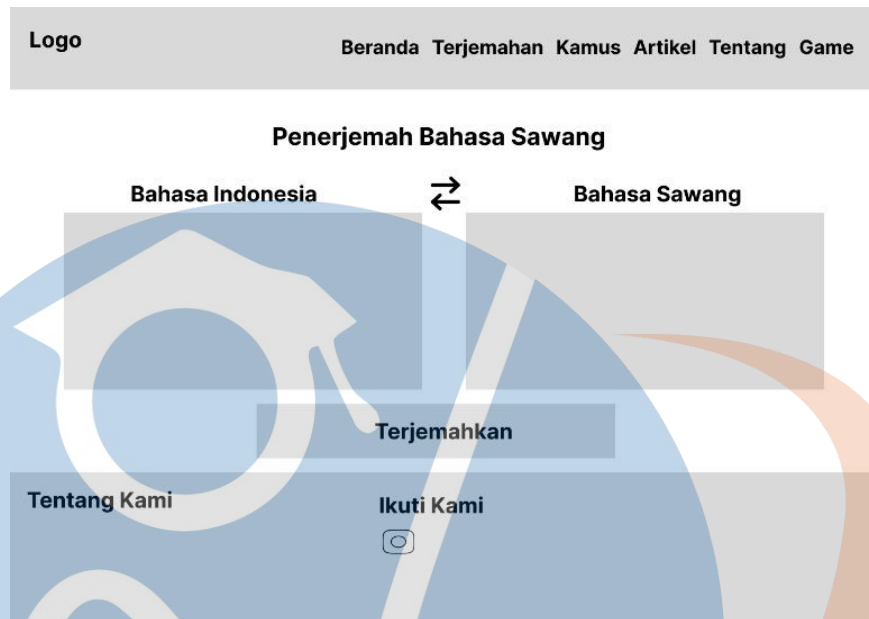 Logo
Beranda Terjemahan Kamus Artikel Tentang Game
Penerjemah Bahasa Sawang
Bahasa Indonesia
Bahasa Sawang
Terjemahkan
Tentang Kami
Ikuti Kami